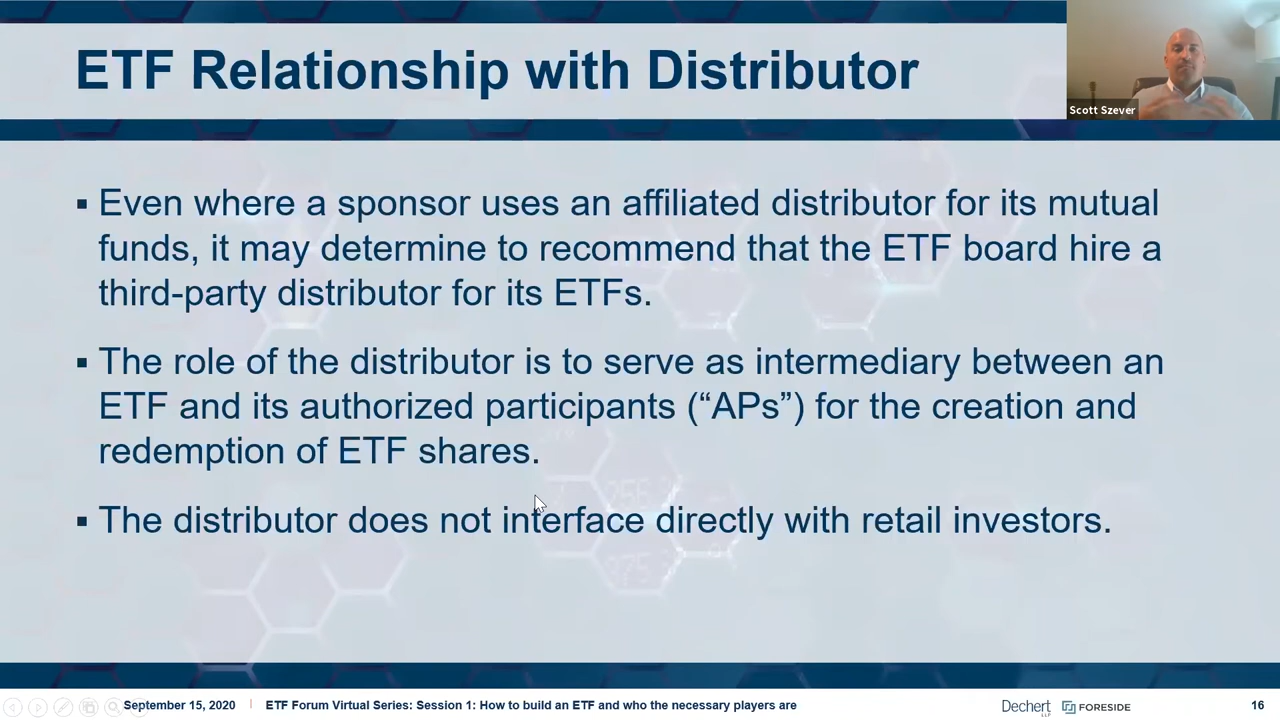 ETF Relationship with Distributor
Scott Szever
▪ Even where a sponsor uses an affiliated distributor for its mutual
funds, it may determine to recommend that the ETF board hire a
third-party distributor for its ETFs.
▪ The role of the distributor is to serve as intermediary between an
ETF and its authorized participants (“APs”) for the creation and
redemption of ETF shares.
▪ The distributor does not interface directly with retail investors.
September 15, 2020 | ETF Forum Virtual Series: Session 1: How to build an ETF and who the necessary players are
Dechert
LLP
FORESIDE
16